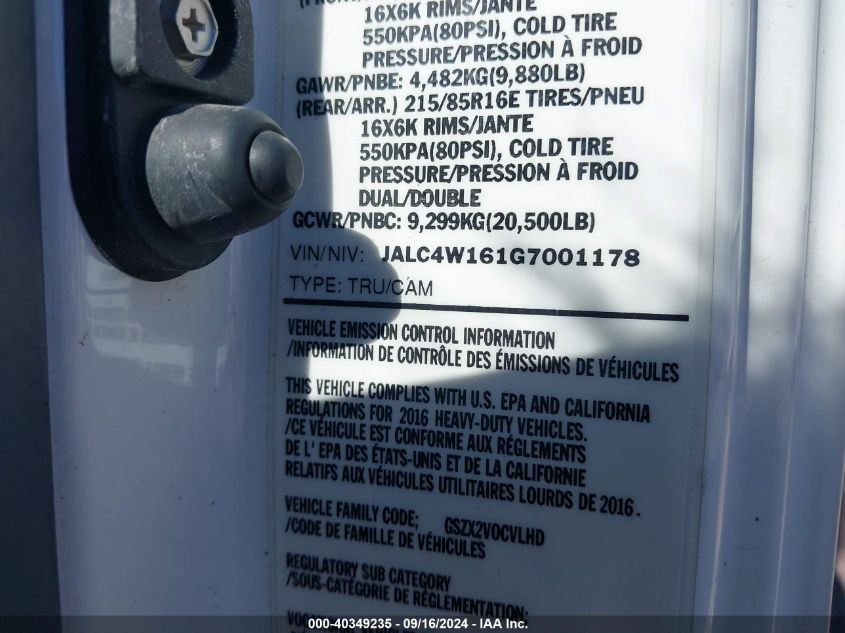 16X6K RIMS/JANTE
550KPA(80PSI), COLD TIRE
PRESSURE/PRESSION À FROID
GAWR/PNBE: 4,482KG(9,880LB)
(REAR/ARR.) 215/85R16E TIRES/PNEU
16X6K RIMS/JANTE
550KPA(80PSI), COLD TIRE
PRESSURE/PRESSION À FROID
DUAL/DOUBLE
GCWR/PNBC: 9,299KG(20,500LB)
VIN/NIV: JALC4W161G7001178
TYPE: TRU/CAM
VEHICLE EMISSION CONTROL INFORMATION
/INFORMATION DE CONTRÔLE DES ÉMISSIONS DE VÉHICULES
THIS VEHICLE COMPLIES WITH U.S. EPA AND CALIFORNIA
REGULATIONS FOR 2016 HEAVY-DUTY VEHICLES.
/CE VÉHICULE EST CONFORME AUX RÉGLEMENTS
DE L' EPA DES ÉTATS-UNIS ET DE LA CALIFORNIE
RELATIFS AUX VÉHICULES UTILITAIRES LOURDS DE 2016.
VEHICLE FAMILY CODE; GSZX2VOCVLHD
/CODE DE FAMILLE DE VÉHICULES
REGULATORY SUB CATEGORY
/SOUS-CATÉGORIE DE RÉGLEMENTATION:
000-40349235 - 09/16/2024 - IAA Inc.